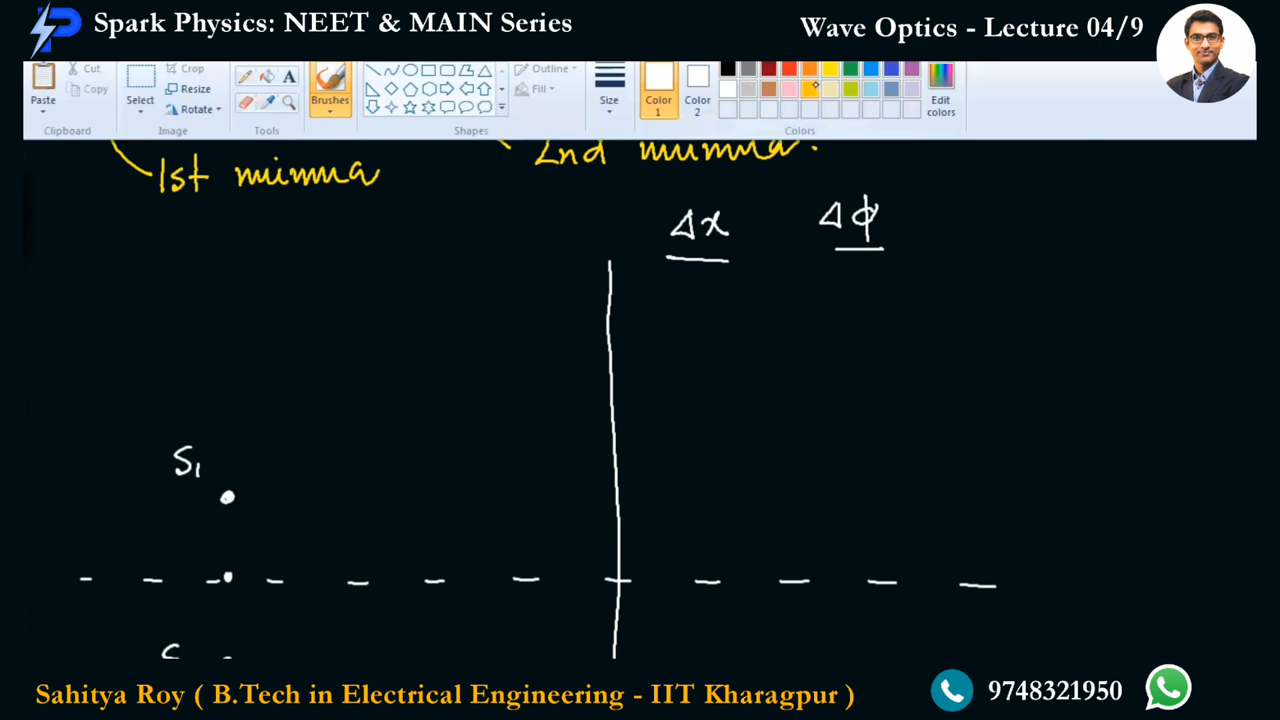 Spark Physics: NEET & MAIN Series
Wave Optics - Lecture 04/9
Paste
Cut
Copy
Clipboard
Select
Crop
Resize
Rotate
Image
A
Tools
Brushes
Outline
Fill
Shapes
Size
Color 1
Color 2
Edit colors
Colors
1st minima
2nd minima.
Δx Δφ
S1
Sahitya Roy ( B.Tech in Electrical Engineering - IIT Kharagpur )
9748321950